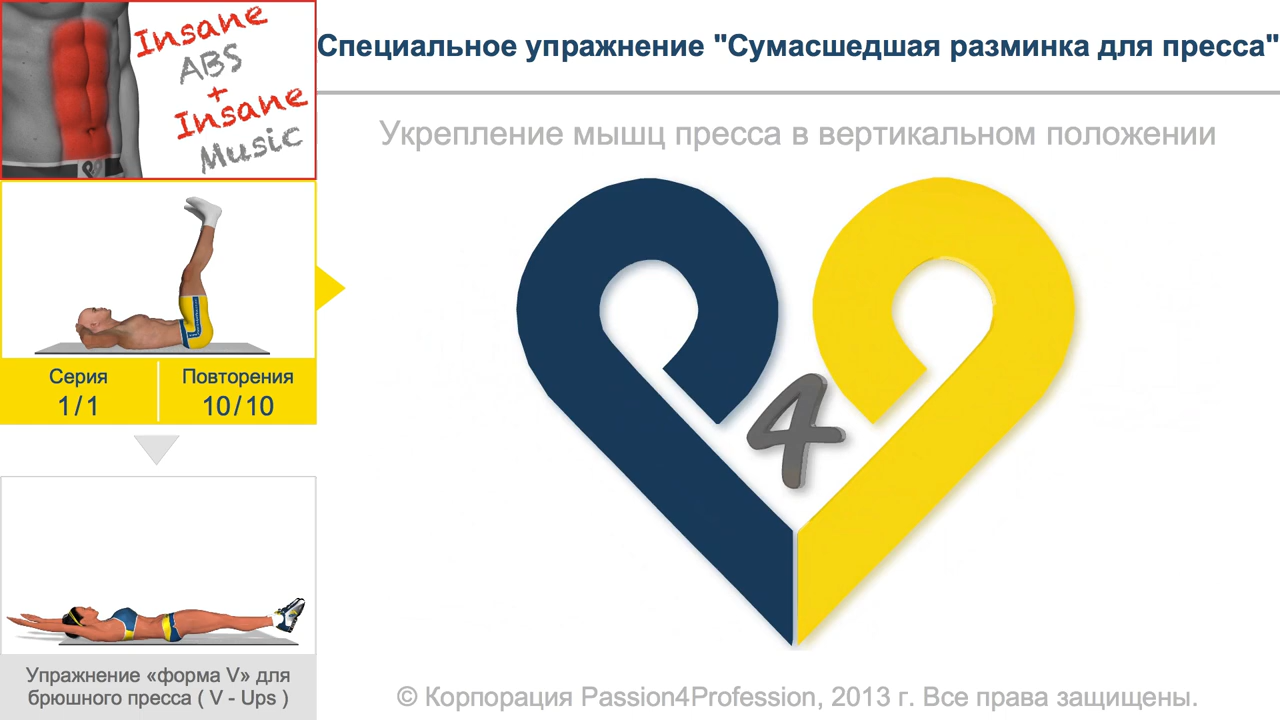 Insane
ABS
+
Insane
Music
Специальное упражнение "Сумасшедшая разминка для пресса"
Укрепление мышц пресса в вертикальном положении
4
Серия
1/1
Повторения
10/10
Упражнение «форма V» для
брюшного пресса ( V - Ups )
© Корпорация Passion4Profession, 2013 г. Все права защищены.